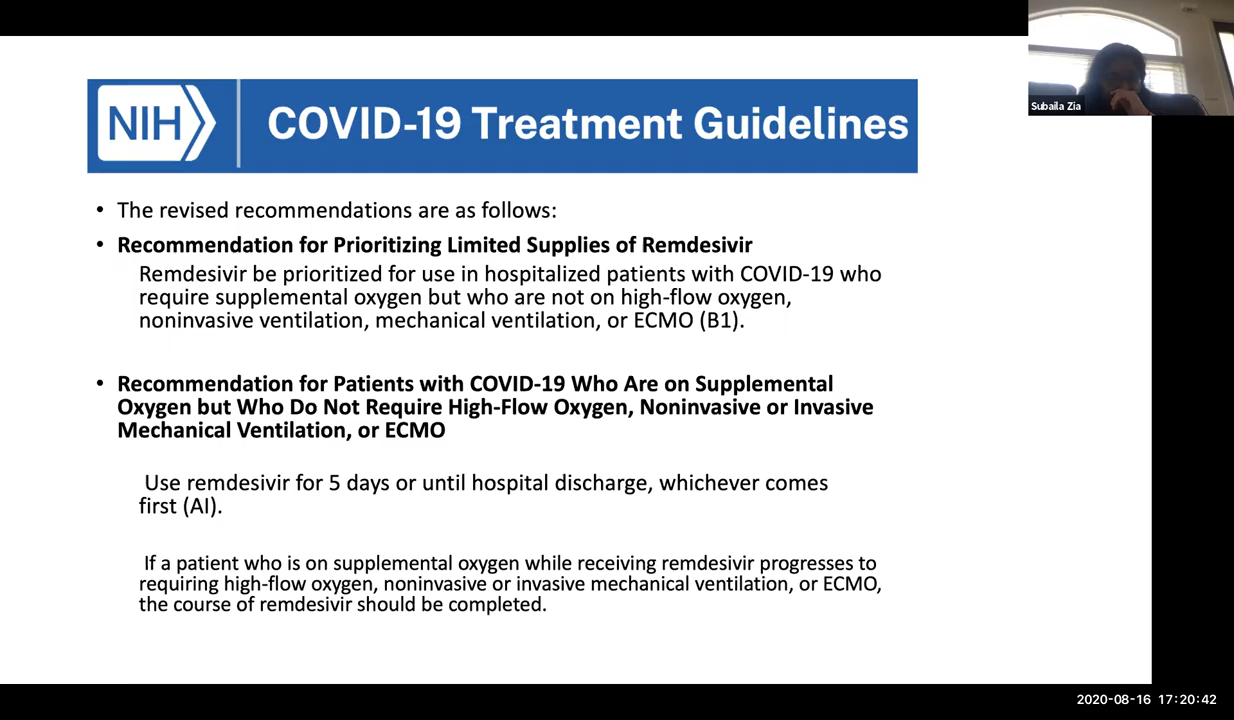 NIH
COVID-19 Treatment Guidelines
Subaila Zia
• The revised recommendations are as follows:
• Recommendation for Prioritizing Limited Supplies of Remdesivir
Remdesivir be prioritized for use in hospitalized patients with COVID-19 who
require supplemental oxygen but who are not on high-flow oxygen,
noninvasive ventilation, mechanical ventilation, or ECMO (B1).
• Recommendation for Patients with COVID-19 Who Are on Supplemental
Oxygen but Who Do Not Require High-Flow Oxygen, Noninvasive or Invasive
Mechanical Ventilation, or ECMO
Use remdesivir for 5 days or until hospital discharge, whichever comes
first (AI).
If a patient who is on supplemental oxygen while receiving remdesivir progresses to
requiring high-flow oxygen, noninvasive or invasive mechanical ventilation, or ECMO,
the course of remdesivir should be completed.
2020-08-16 17:20:42